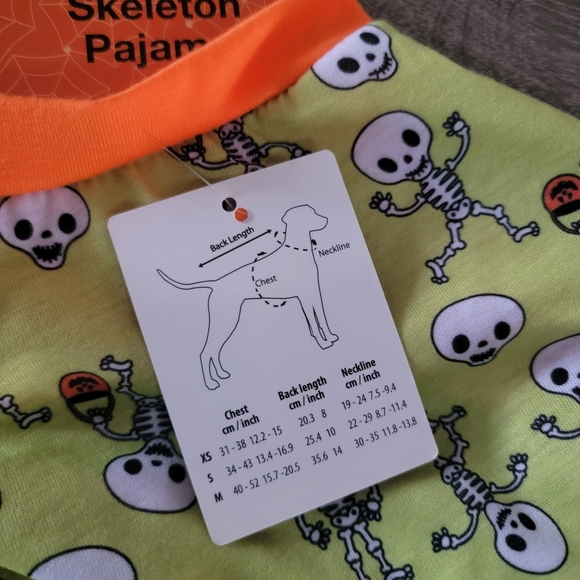 Skeleton
Pajam
Back Length
Neckline
Chest
Chest Back length Neckline
cm / inch cm / inch cm / inch
XS 31 - 38 12.2 - 15 20.3 8 19 - 24 7.5 -9.4
S 34 - 43 13.4 -16.9 25.4 10 22 - 29 8.7 -11.4
M 40 - 52 15.7 -20.5 35.6 14 30 - 35 11.8 -13.8